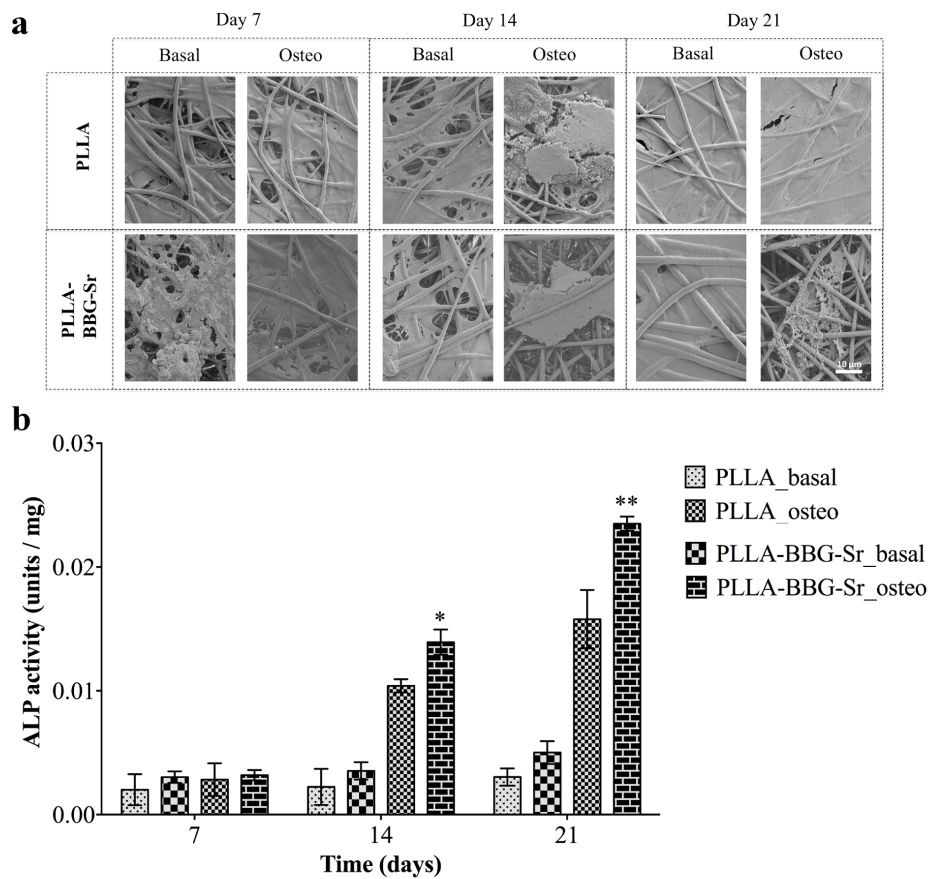 a
Day 7 Day 14 Day 21
Basal Osteo Basal Osteo Basal Osteo
PLLA
PLLA-
BBG-Sr
10 µm
b
ALP activity (units / mg)
0.03
0.02
0.01
0.00
*
**
7 14 21
Time (days)
PLLA_basal
PLLA_osteo
PLLA-BBG-Sr_basal
PLLA-BBG-Sr_osteo